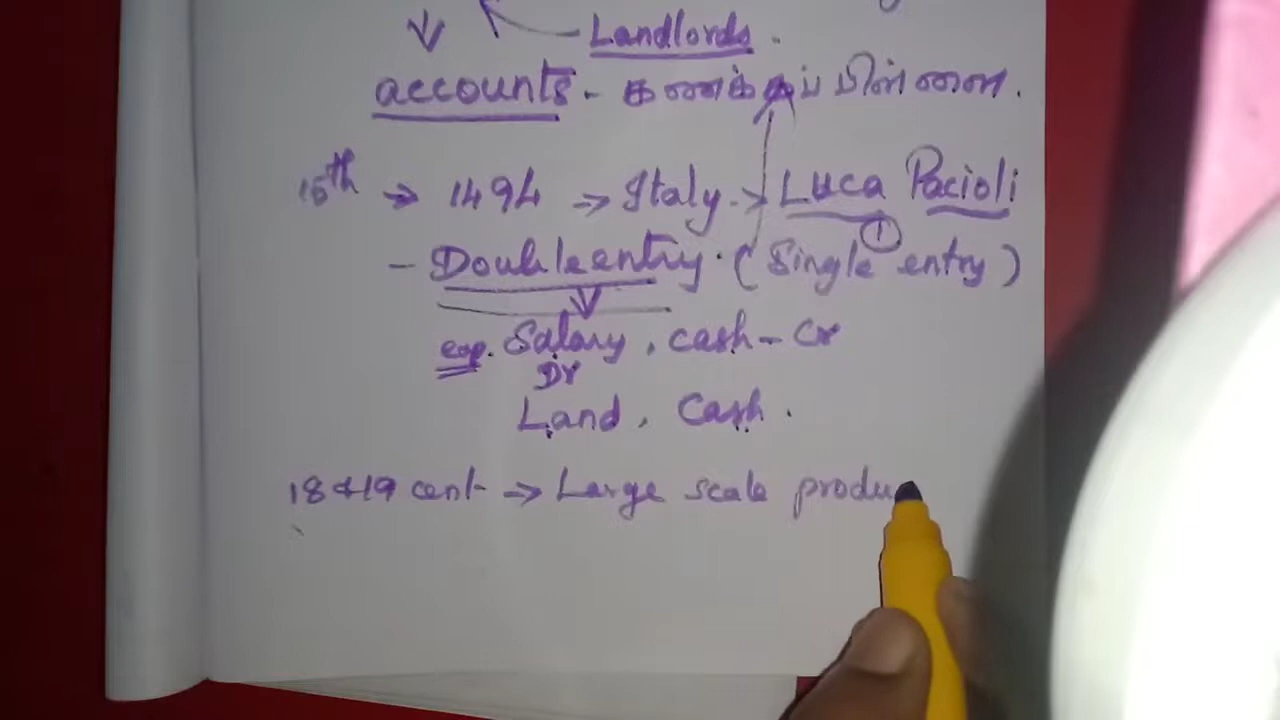 Landlords.
accounts - கணக்குப்பிள்ளை.
15th → 1494 → Italy → Luca Pacioli
- Double entry. (Single entry) ①
exp. Salary, cash - Cr
Dr
Land, Cash.
18 & 19 cent → Large scale produ